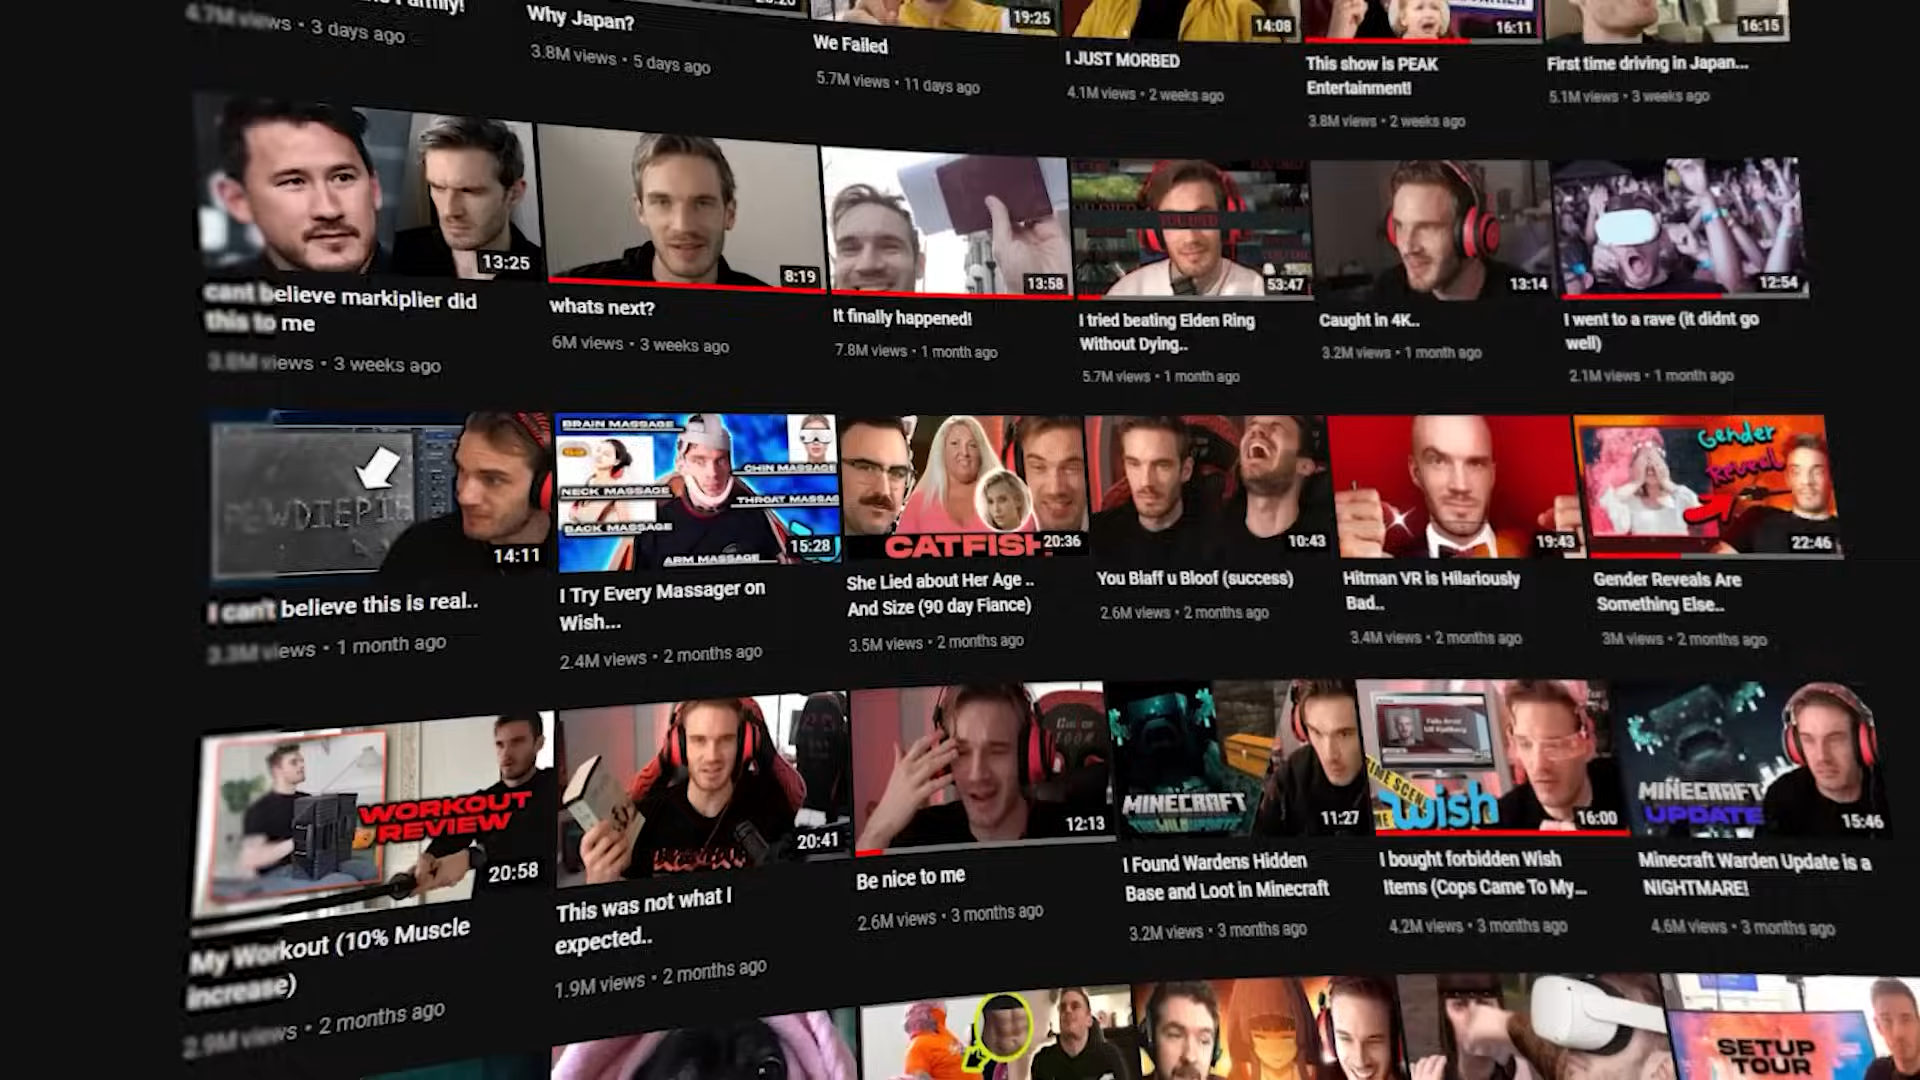 Family!
4.7M views • 3 days ago
Why Japan?
3.8M views • 5 days ago
19:25
We Failed
5.7M views • 11 days ago
14:08
I JUST MORBED
4.1M views • 2 weeks ago
16:11
This show is PEAK
Entertainment!
3.8M views • 2 weeks ago
16:15
First time driving in Japan...
5.1M views • 3 weeks ago
13:25
cant believe markiplier did
this to me
3.8M views • 3 weeks ago
8:19
whats next?
6M views • 3 weeks ago
13:58
It finally happened!
7.8M views • 1 month ago
YOU DIED
53:47
I tried beating Elden Ring
Without Dying..
5.7M views • 1 month ago
13:14
Caught in 4K..
3.2M views • 1 month ago
12:54
I went to a rave (it didnt go
well)
2.1M views • 1 month ago
PEWDIEPIE
14:11
I can't believe this is real..
3.3M views • 1 month ago
BRAIN MASSAGE
CHIN MASSAGE
NECK MASSAGE
THROAT MASSAG
BACK MASSAGE
ARM MASSAGE
15:28
I Try Every Massager on
Wish...
2.4M views • 2 months ago
CATFISH
20:36
She Lied about Her Age ..
And Size (90 day Fiance)
3.5M views • 2 months ago
10:43
You Blaff u Bloof (success)
2.6M views • 2 months ago
19:43
Hitman VR is Hilariously
Bad..
3.4M views • 2 months ago
Gender
Reveal
22:46
Gender Reveals Are
Something Else..
3M views • 2 months ago
WORKOUT
REVIEW
20:58
My Workout (10% Muscle
Increase)
2.9M views • 2 months ago
20:41
This was not what I
expected..
1.9M views • 2 months ago
12:13
Be nice to me
2.6M views • 3 months ago
MINECRAFT
11:27
I Found Wardens Hidden
Base and Loot in Minecraft
3.2M views • 3 months ago
wish
16:00
I bought forbidden Wish
Items (Cops Came To My...
4.2M views • 3 months ago
MINECRAFT
UPDATE
15:46
Minecraft Warden Update is a
NIGHTMARE!
4.6M views • 3 months ago
SETUP
TOUR